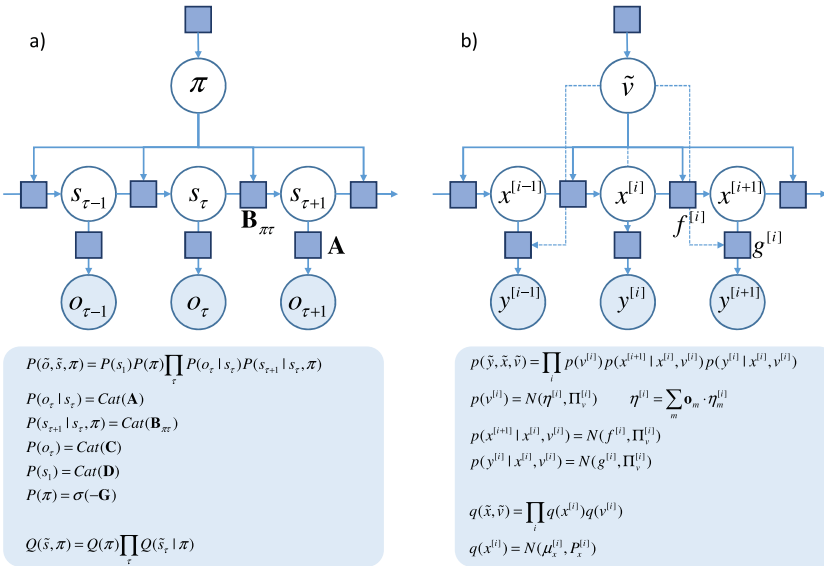 a)
π
s_{τ−1} s_τ s_{τ+1}
B_{πτ}
A
o_{τ−1} o_τ o_{τ+1}
P(õ, s̃, π) = P(s_1)P(π)∏_τ P(o_τ | s_τ)P(s_{τ+1} | s_τ, π)
P(o_τ | s_τ) = Cat(A)
P(s_{τ+1} | s_τ, π) = Cat(B_{πτ})
P(o_τ) = Cat(C)
P(s_1) = Cat(D)
P(π) = σ(−G)
Q(s̃, π) = Q(π)∏_τ Q(s̃_τ | π)
b)
ṽ
x^{[i−1]} x^{[i]} x^{[i+1]}
f^{[i]}
g^{[i]}
y^{[i−1]} y^{[i]} y^{[i+1]}
p(ỹ, x̃, ṽ) = ∏_i p(v^{[i]})p(x^{[i+1]} | x^{[i]}, v^{[i]})p(y^{[i]} | x^{[i]}, v^{[i]})
p(v^{[i]}) = N(η^{[i]}, Π_v^{[i]}) η^{[i]} = ∑_m o_m · η_m^{[i]}
p(x^{[i+1]} | x^{[i]}, v^{[i]}) = N(f^{[i]}, Π_v^{[i]})
p(y^{[i]} | x^{[i]}, v^{[i]}) = N(g^{[i]}, Π_v^{[i]})
q(x̃, ṽ) = ∏_i q(x^{[i]})q(v^{[i]})
q(x^{[i]}) = N(μ_x^{[i]}, P_x^{[i]})